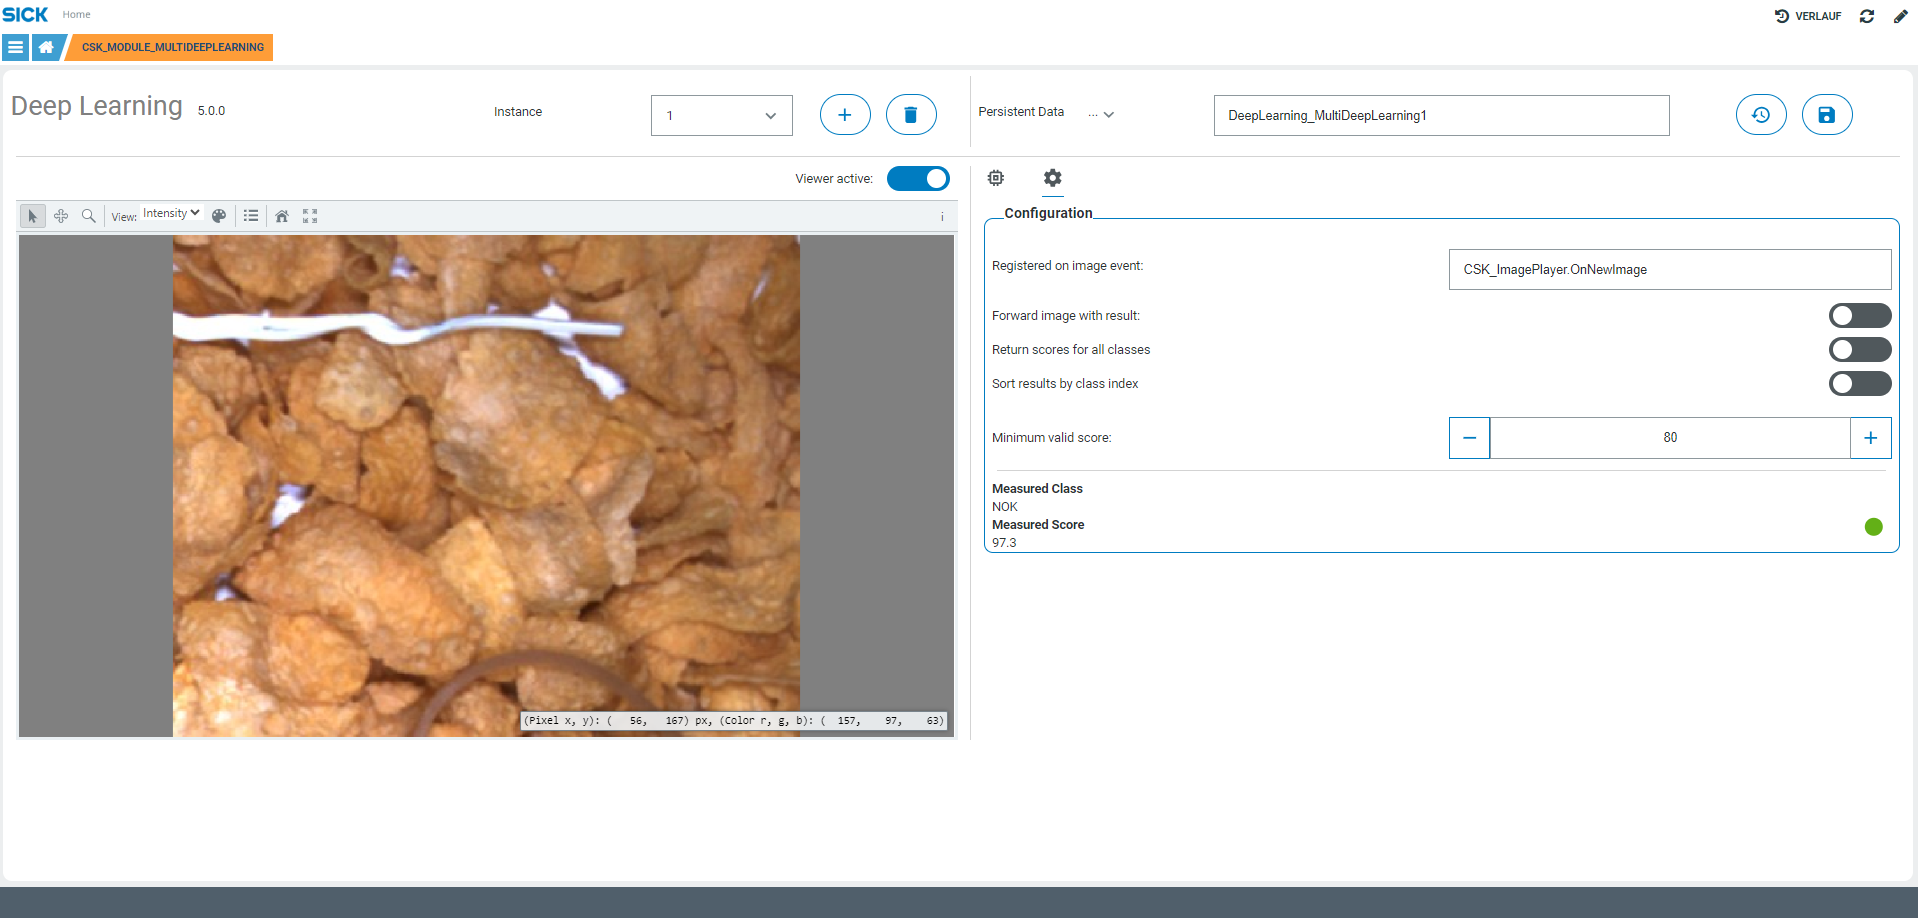 SICK Home
VERLAUF
CSK_MODULE_MULTIDEEPLEARNING
Deep Learning 5.0.0
Instance
1
Persistent Data
...
DeepLearning_MultiDeepLearning1
Viewer active:
View: Intensity
i
Configuration
Registered on image event:
CSK_ImagePlayer.OnNewImage
Forward image with result:
Return scores for all classes
Sort results by class index
Minimum valid score:
80
Measured Class
NOK
Measured Score
97.3
(Pixel x, y): ( 56, 167) px, (Color r, g, b): ( 157, 97, 63)